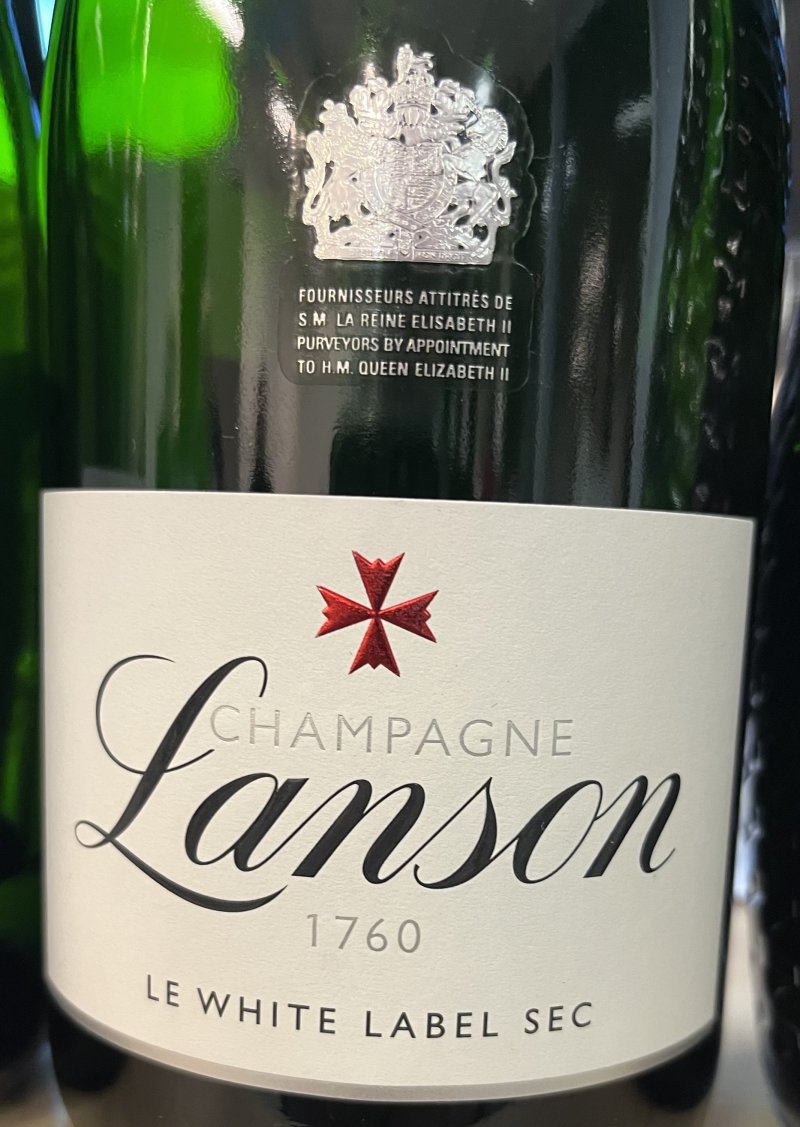 FOURNISSEURS ATTITRÈS DE
S.M LA REINE ELISABETH II
PURVEYORS BY APPOINTMENT
TO H.M. QUEEN ELIZABETH II
CHAMPAGNE
Lanson
1760
LE WHITE LABEL SEC